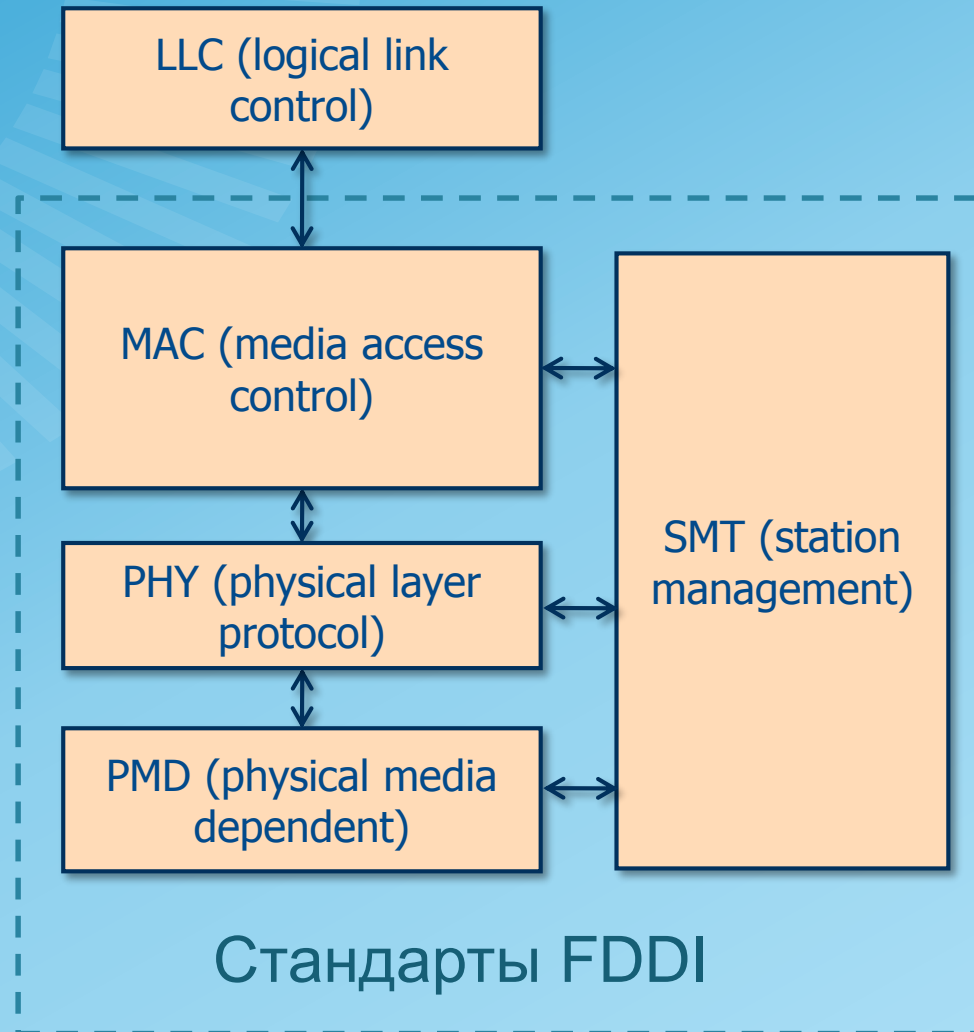 LLC (logical link
control)
MAC (media access
control)
PHY (physical layer
protocol)
PMD (physical media
dependent)
SMT (station
management)
Стандарты FDDI